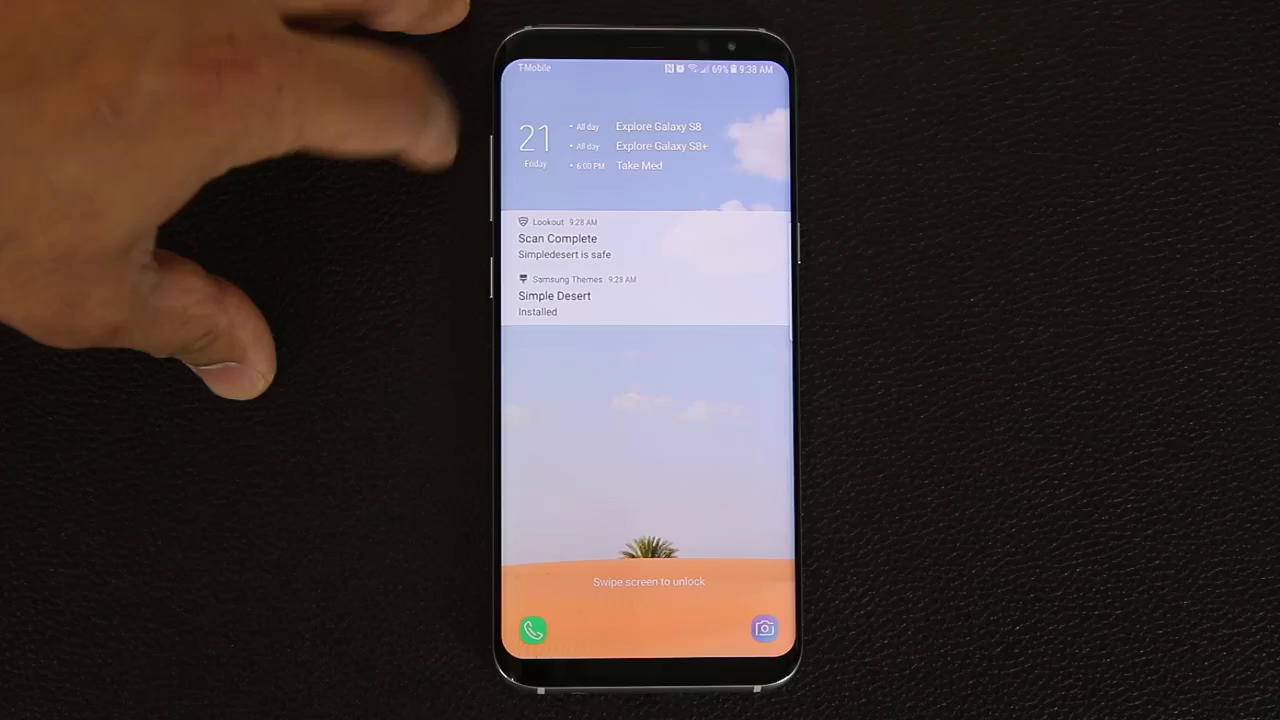 T-Mobile 69% 9:38 AM
21 Friday
• All day Explore Galaxy S8
• All day Explore Galaxy S8+
• 6:00 PM Take Med
Lookout 9:28 AM
Scan Complete
Simpledesert is safe
Samsung Themes 9:28 AM
Simple Desert
Installed
Swipe screen to unlock